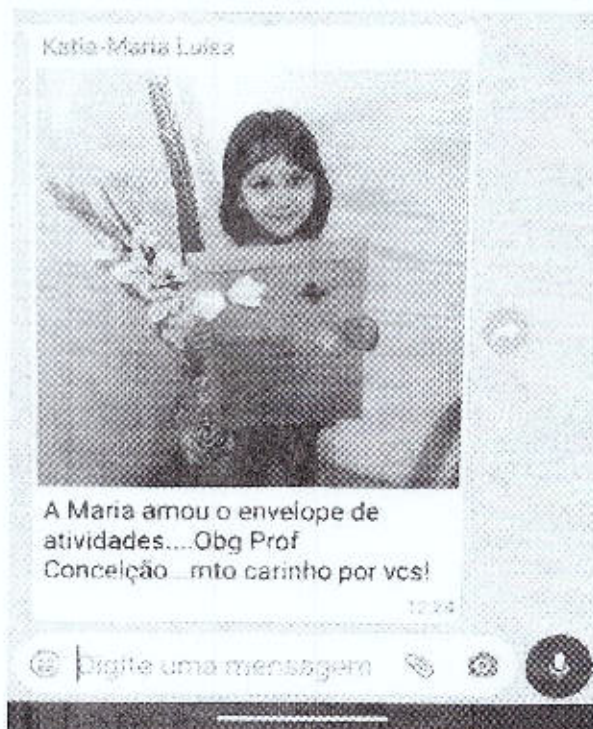 Katia-Maria Luisa
A Maria amou o envelope de
atividades....Obg Prof
Conceição...mto carinho por vcs!
12:24
Digite uma mensagem